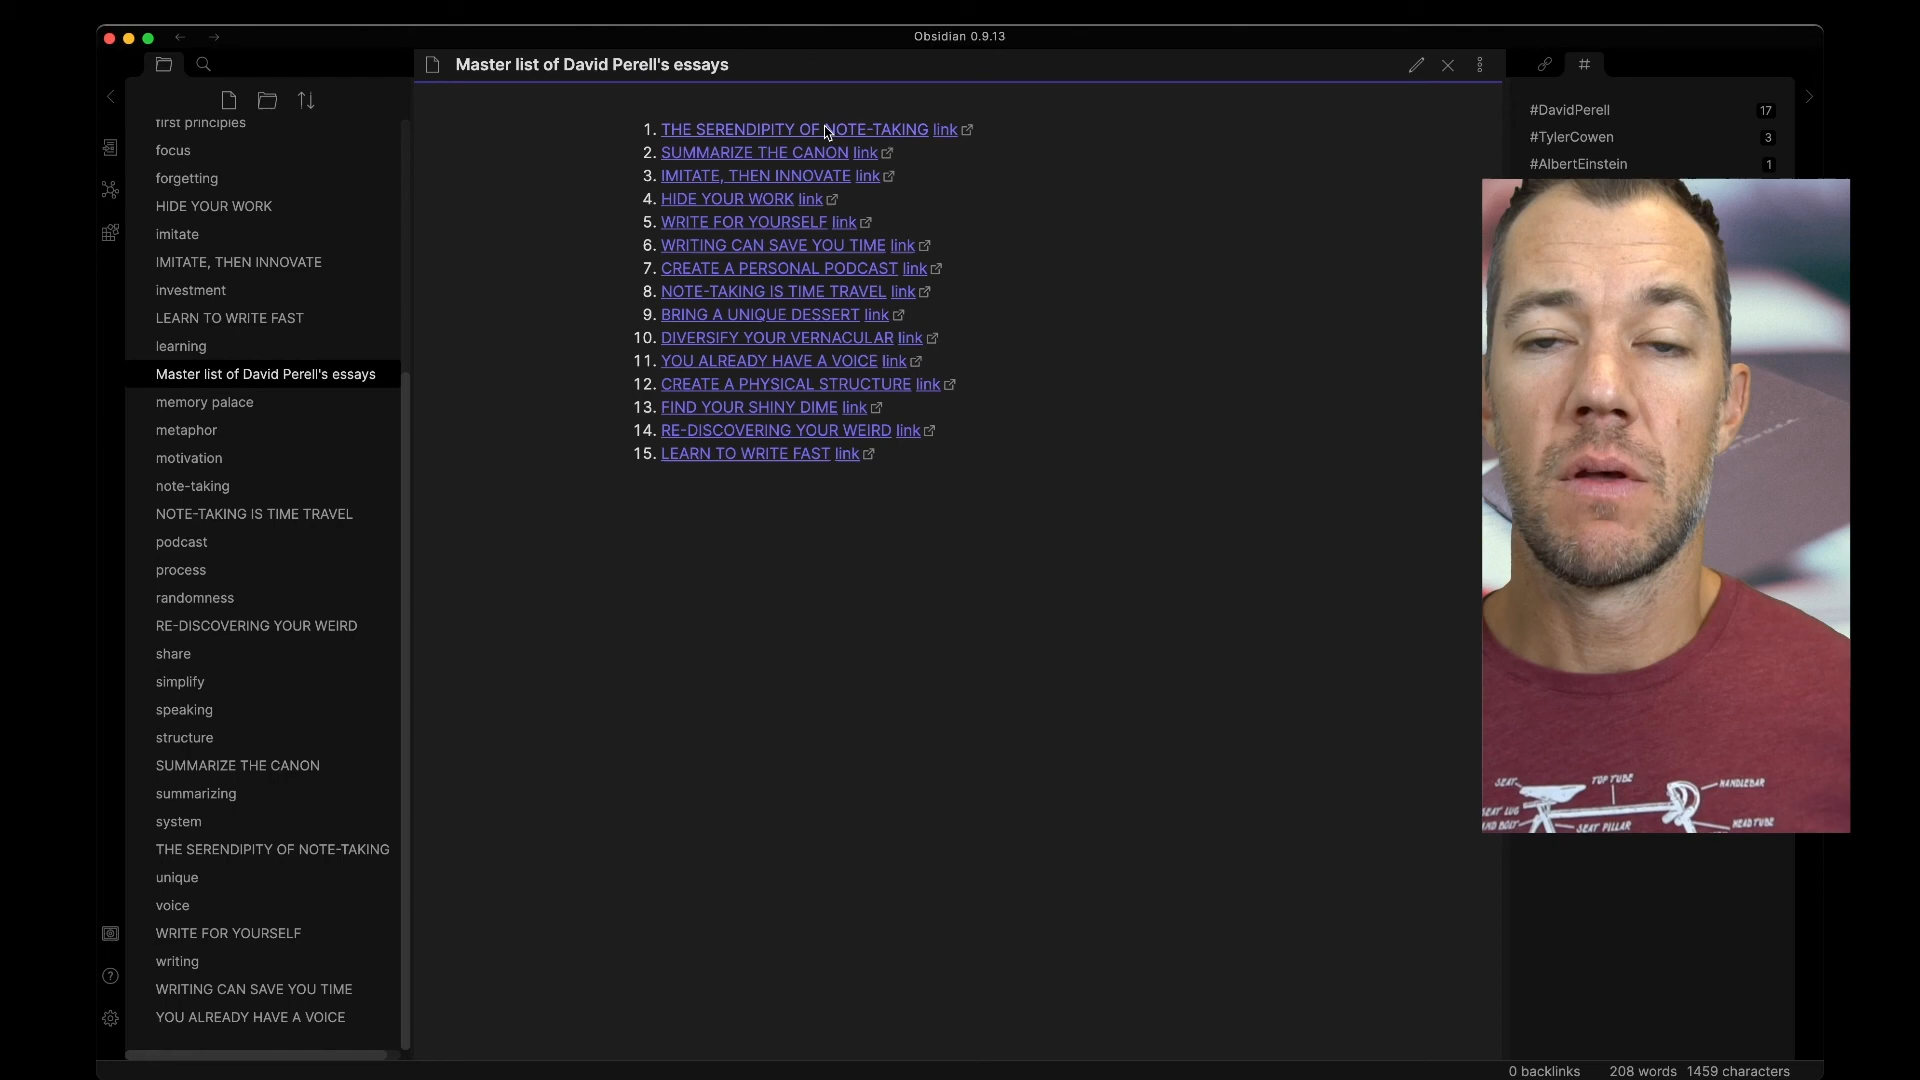 Obsidian 0.9.13
Master list of David Perell's essays
first principles
focus
forgetting
HIDE YOUR WORK
imitate
IMITATE, THEN INNOVATE
investment
LEARN TO WRITE FAST
learning
Master list of David Perell's essays
memory palace
metaphor
motivation
note-taking
NOTE-TAKING IS TIME TRAVEL
podcast
process
randomness
RE-DISCOVERING YOUR WEIRD
share
simplify
speaking
structure
SUMMARIZE THE CANON
summarizing
system
THE SERENDIPITY OF NOTE-TAKING
unique
voice
WRITE FOR YOURSELF
writing
WRITING CAN SAVE YOU TIME
YOU ALREADY HAVE A VOICE
1. THE SERENDIPITY OF NOTE-TAKING link
2. SUMMARIZE THE CANON link
3. IMITATE, THEN INNOVATE link
4. HIDE YOUR WORK link
5. WRITE FOR YOURSELF link
6. WRITING CAN SAVE YOU TIME link
7. CREATE A PERSONAL PODCAST link
8. NOTE-TAKING IS TIME TRAVEL link
9. BRING A UNIQUE DESSERT link
10. DIVERSIFY YOUR VERNACULAR link
11. YOU ALREADY HAVE A VOICE link
12. CREATE A PHYSICAL STRUCTURE link
13. FIND YOUR SHINY DIME link
14. RE-DISCOVERING YOUR WEIRD link
15. LEARN TO WRITE FAST link
#DavidPerell 17
#TylerCowen 3
#AlbertEinstein 1
SEAT
TOP TUBE
HANDLEBAR
SEAT LUG
AND BOLT
SEAT PILLAR
HEAD TUBE
0 backlinks 208 words 1459 characters